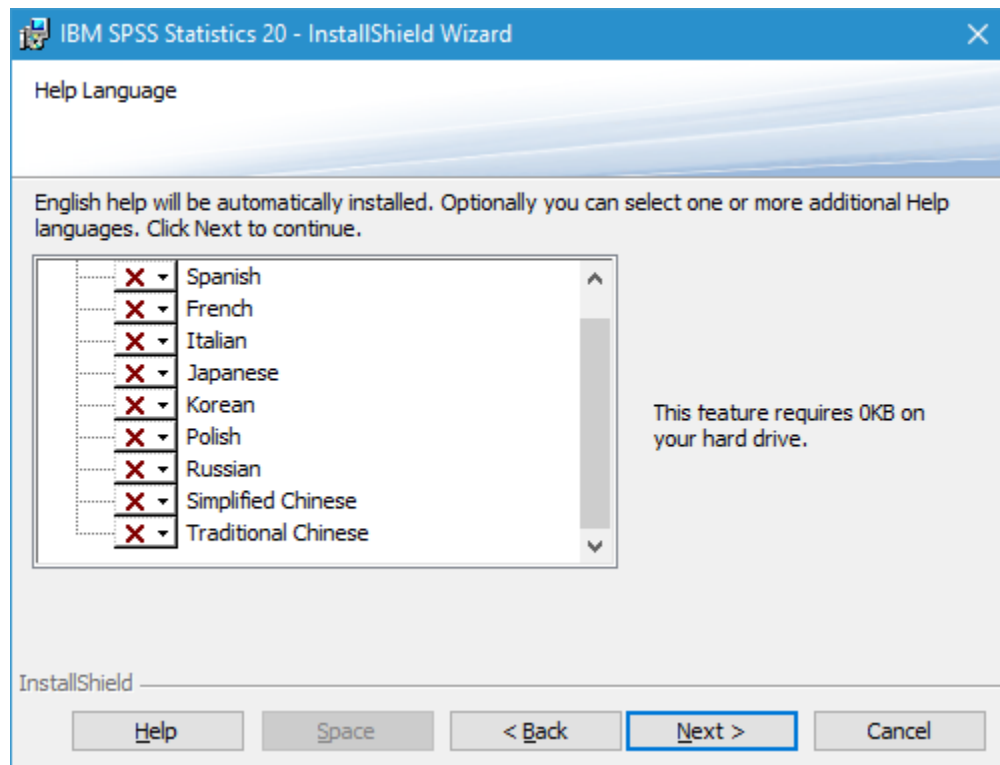 IBM SPSS Statistics 20 - InstallShield Wizard
Help Language
English help will be automatically installed. Optionally you can select one or more additional Help
languages. Click Next to continue.
Spanish
French
Italian
Japanese
Korean
Polish
Russian
Simplified Chinese
Traditional Chinese
This feature requires 0KB on
your hard drive.
InstallShield
Help
Space
< Back
Next >
Cancel